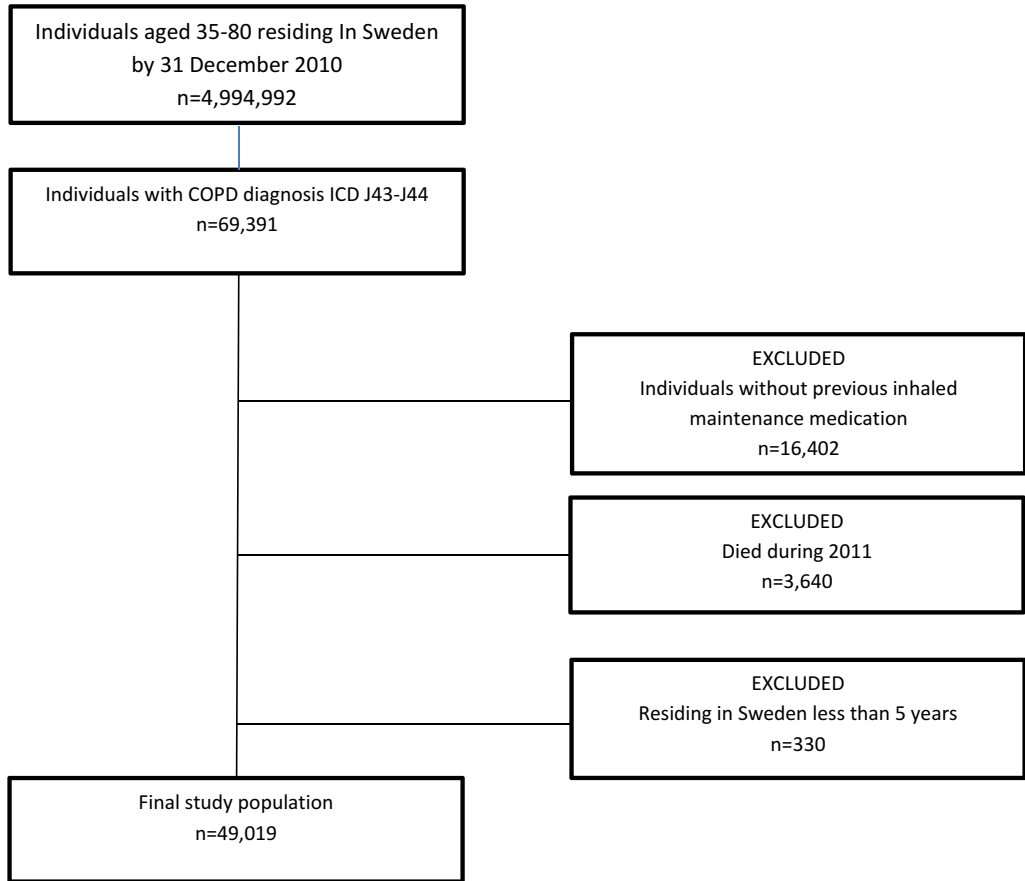 Individuals aged 35-80 residing In Sweden
by 31 December 2010
n=4,994,992
Individuals with COPD diagnosis ICD J43-J44
n=69,391
EXCLUDED
Individuals without previous inhaled
maintenance medication
n=16,402
EXCLUDED
Died during 2011
n=3,640
EXCLUDED
Residing in Sweden less than 5 years
n=330
Final study population
n=49,019